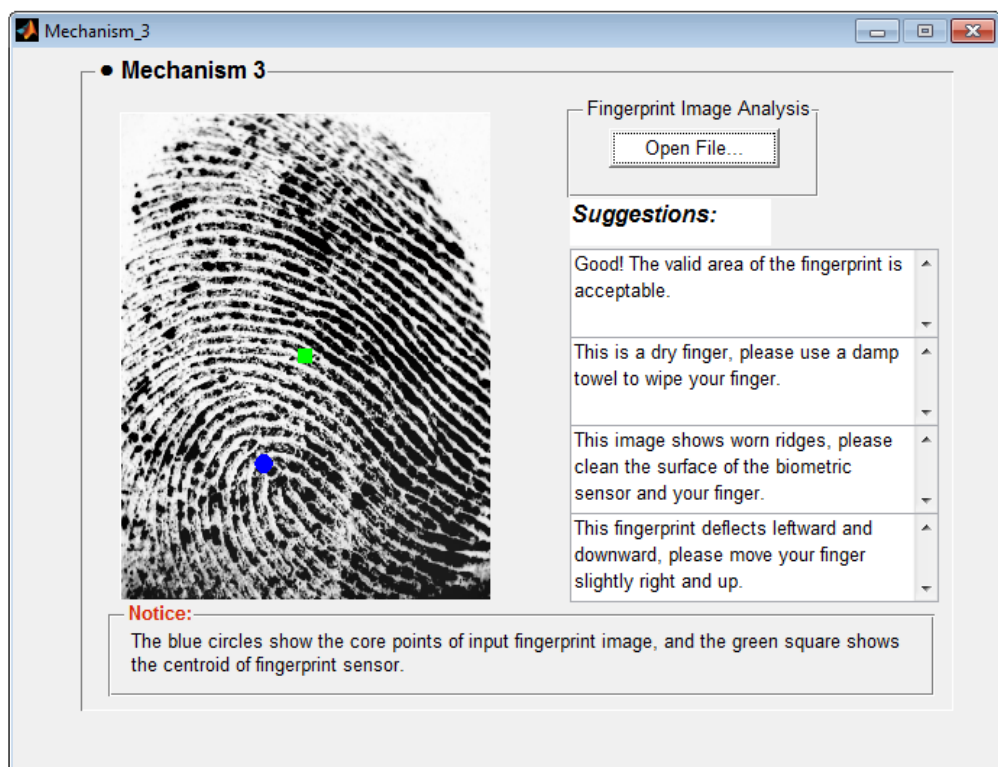 Mechanism_3
● Mechanism 3
Fingerprint Image Analysis
Open File...
Suggestions:
Good! The valid area of the fingerprint is
acceptable.
This is a dry finger, please use a damp
towel to wipe your finger.
This image shows worn ridges, please
clean the surface of the biometric
sensor and your finger.
This fingerprint deflects leftward and
downward, please move your finger
slightly right and up.
Notice:
The blue circles show the core points of input fingerprint image, and the green square shows
the centroid of fingerprint sensor.